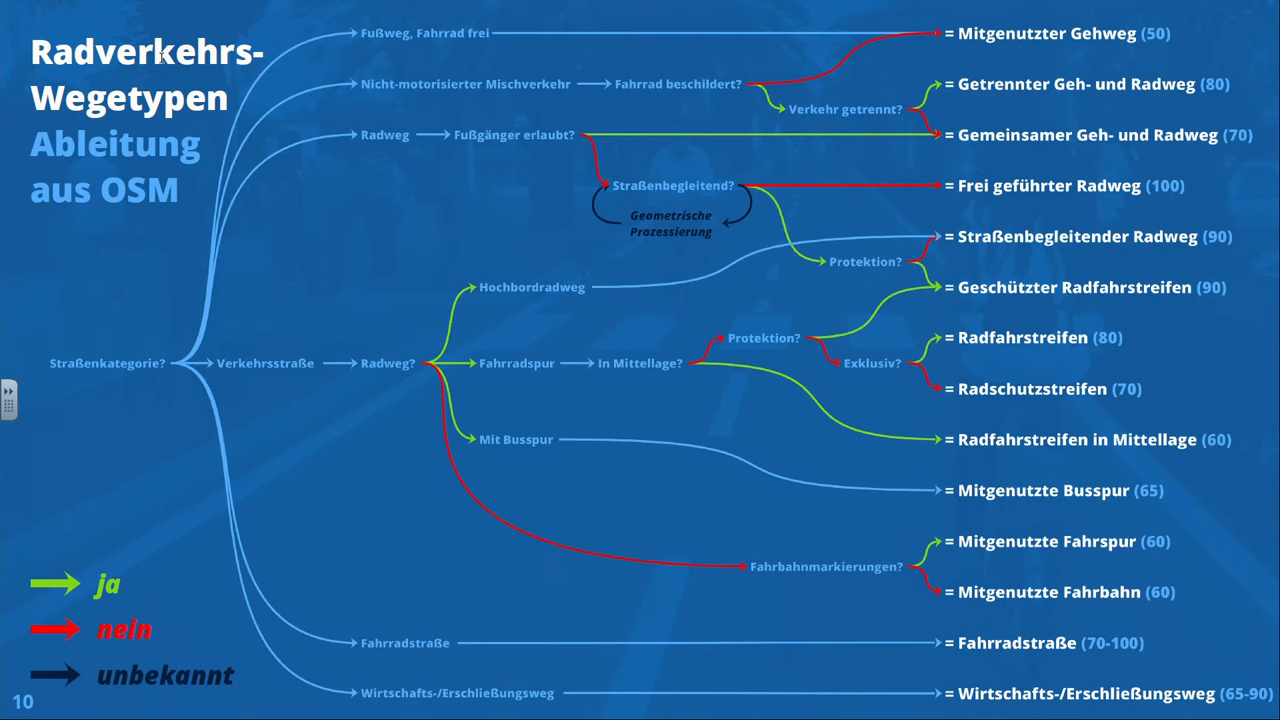 Radverkehrs-
Wegetypen
Ableitung
aus OSM
Fußweg, Fahrrad frei
= Mitgenutzter Gehweg (50)
Nicht-motorisierter Mischverkehr
Fahrrad beschildert?
= Getrennter Geh- und Radweg (80)
Verkehr getrennt?
Radweg
Fußgänger erlaubt?
= Gemeinsamer Geh- und Radweg (70)
Straßenbegleitend?
= Frei geführter Radweg (100)
Geometrische
Prozessierung
= Straßenbegleitender Radweg (90)
Protektion?
Hochbordradweg
= Geschützter Radfahrstreifen (90)
Protektion?
= Radfahrstreifen (80)
Straßenkategorie?
Verkehrsstraße
Radweg?
Fahrradspur
In Mittellage?
Exklusiv?
= Radschutzstreifen (70)
Mit Busspur
= Radfahrstreifen in Mittellage (60)
= Mitgenutzte Busspur (65)
= Mitgenutzte Fahrspur (60)
Fahrbahnmarkierungen?
= Mitgenutzte Fahrbahn (60)
Fahrradstraße
= Fahrradstraße (70-100)
Wirtschafts-/Erschließungsweg
= Wirtschafts-/Erschließungsweg (65-90)
ja
nein
unbekannt
10